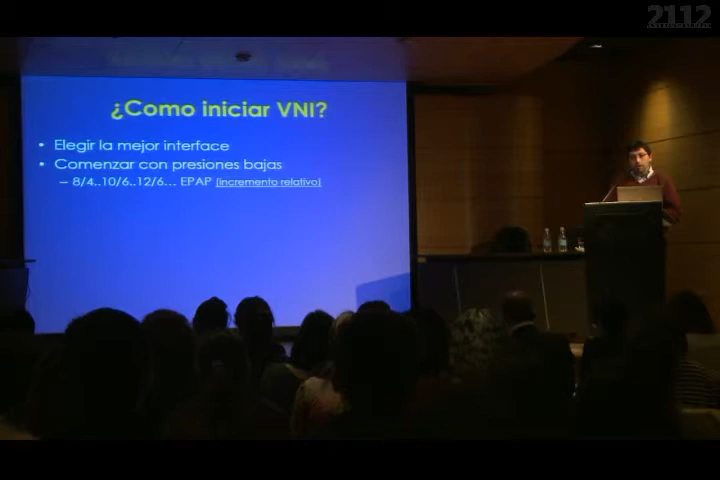 2112
¿Como iniciar VNI?
• Elegir la mejor interface
• Comenzar con presiones bajas
– 8/4..10/6..12/6... EPAP (incremento relativo)